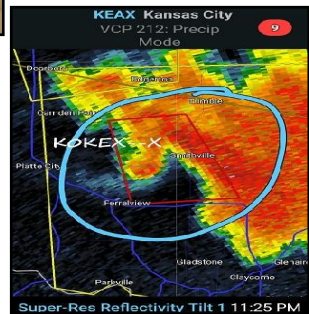 KEAX Kansas City
VCP 212: Precip
Mode
9
Dearborn
Edgerton
Trimble
Camden Point
KOKEX--X
Platte City
Smithville
Ferrelview
Gladstone
Glenaire
Claycomo
Parkville
Super-Res Reflectivity Tilt 1 11:25 PM